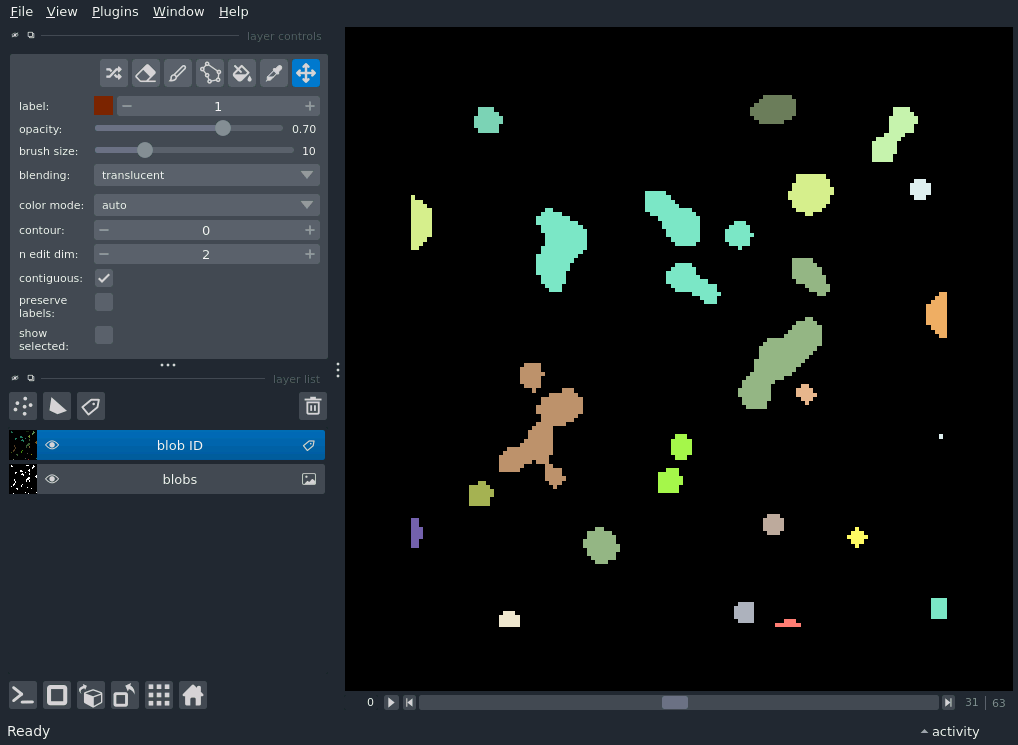 File View Plugins Window Help
layer controls
label: 1
opacity: 0.70
brush size: 10
blending: translucent
color mode: auto
contour: 0
n edit dim: 2
contiguous:
preserve
labels:
show
selected:
layer list
blob ID
blobs
0 31 63
Ready activity